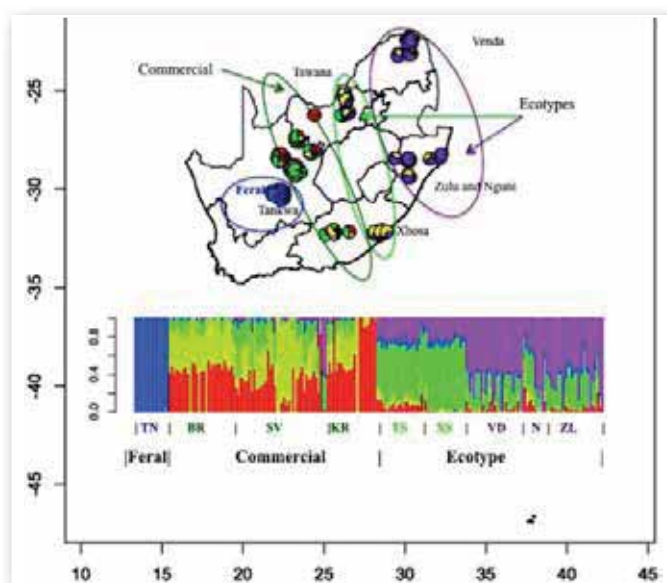 Venda
Commercial
Tswana
Ecotypes
Feral
Tankwa
Zulu and Nguni
Xhosa
-25
-30
-35
-40
-45
0.0 0.4 0.8
| TN | BR | SV | KR | TS | XS | VD | N | ZL |
|Feral| Commercial | Ecotype |
10 15 20 25 30 35 40 45